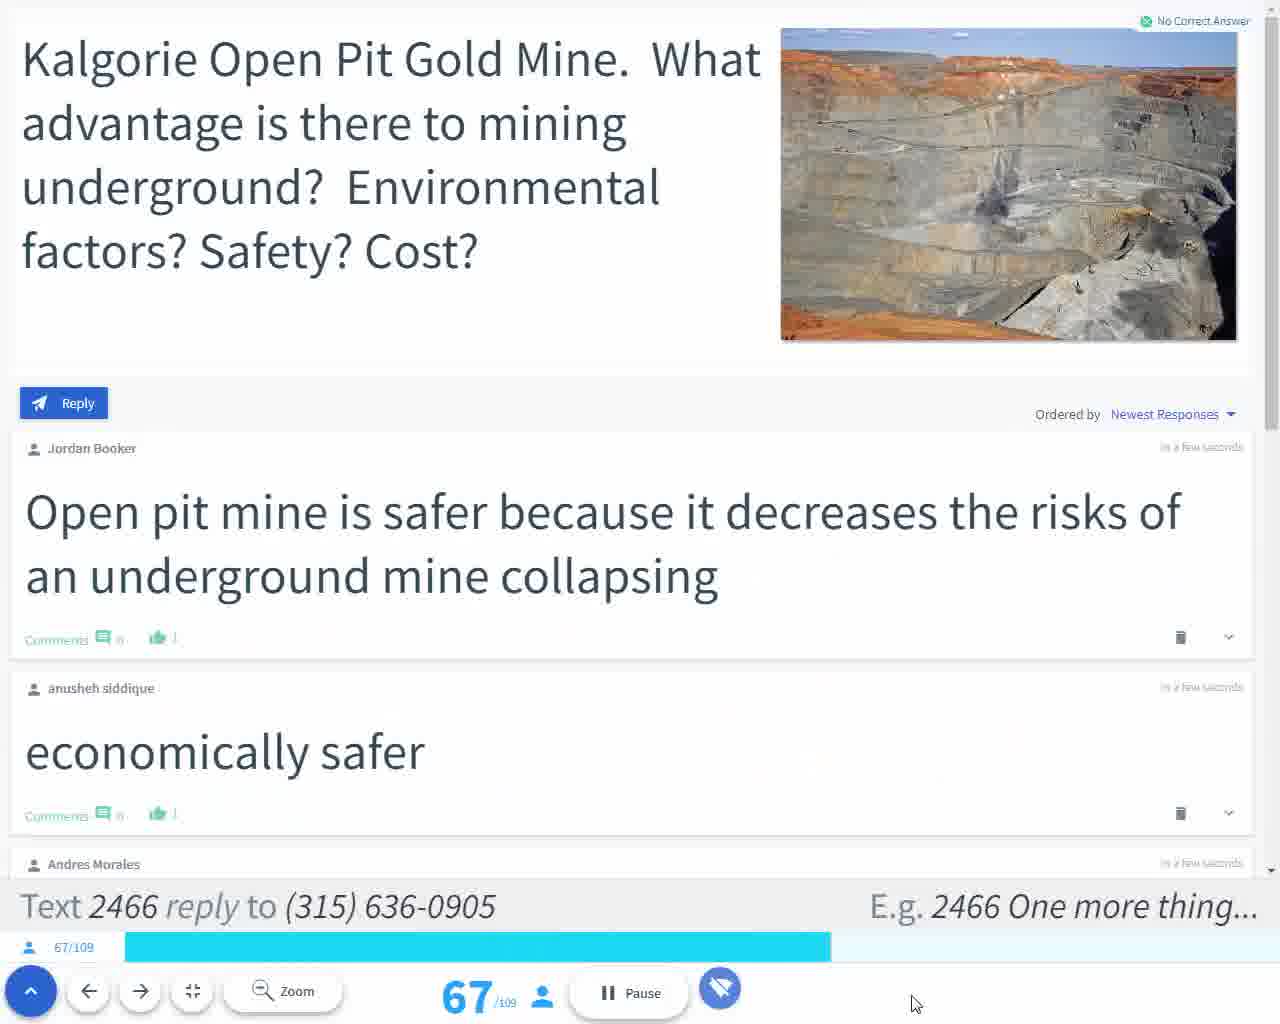 No Correct Answer
Kalgorie Open Pit Gold Mine. What
advantage is there to mining
underground? Environmental
factors? Safety? Cost?
Reply
Ordered by Newest Responses
Jordan Booker
in a few seconds
Open pit mine is safer because it decreases the risks of
an underground mine collapsing
Comments 0 1
anusheh siddique
in a few seconds
economically safer
Comments 0 1
Andres Morales
in a few seconds
Text 2466 reply to (315) 636-0905
E.g. 2466 One more thing...
67/109
Zoom
67/109
Pause